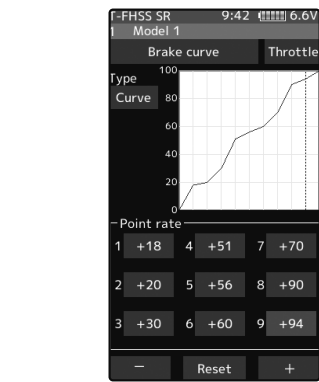 T-FHSS SR 9:42 6.6V
1 Model 1
Brake curve Throttle
Type
Curve
100
80
60
40
20
0
Point rate
1 +18 4 +51 7 +70
2 +20 5 +56 8 +90
3 +30 6 +60 9 +94
− Reset +